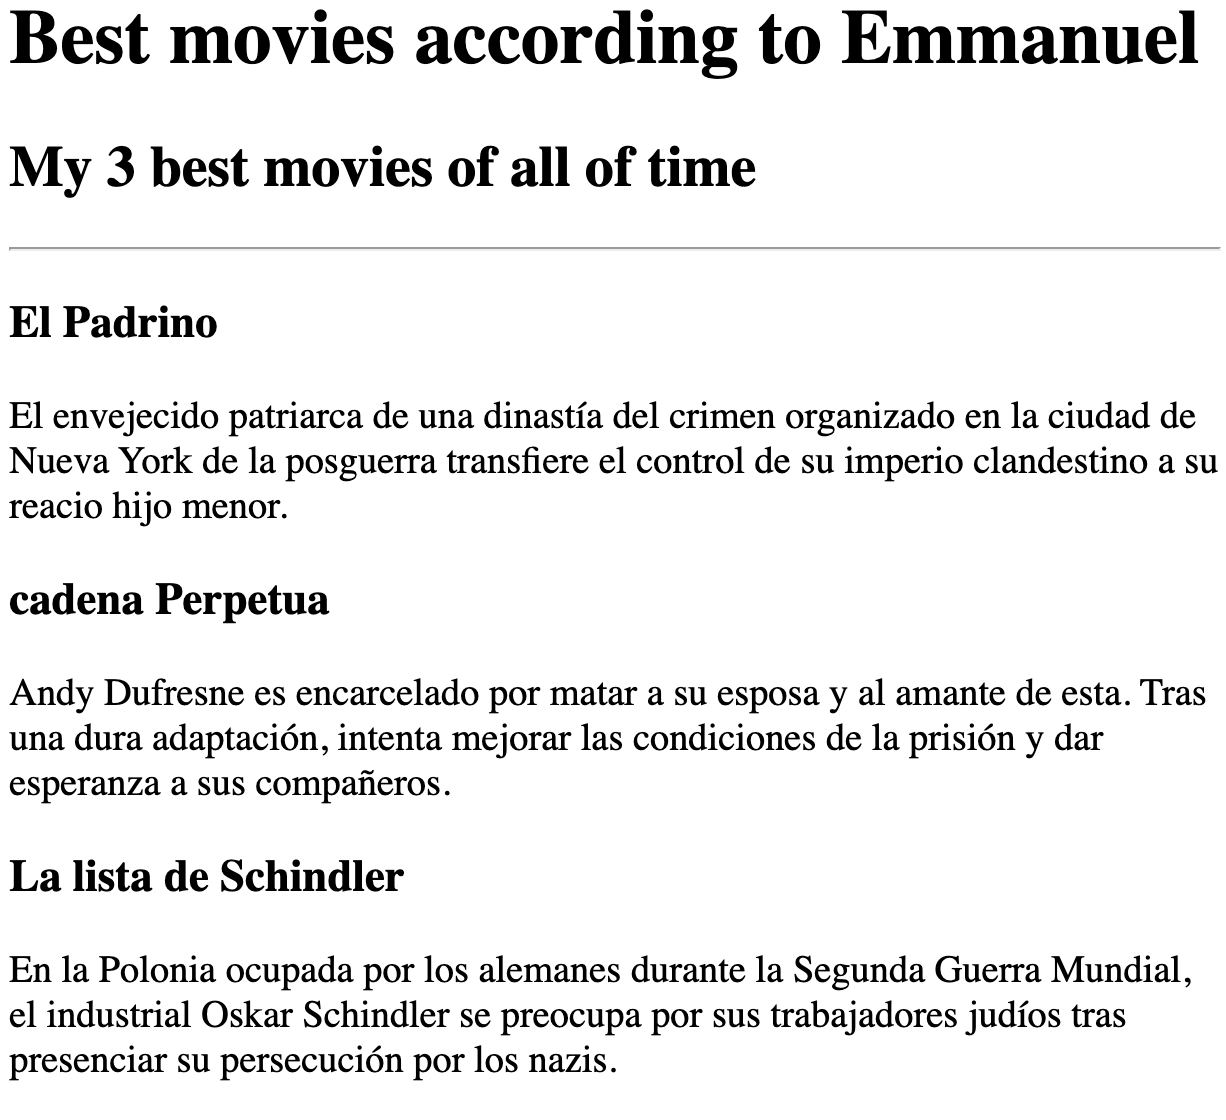 Best movies according to Emmanuel
My 3 best movies of all of time
El Padrino
El envejecido patriarca de una dinastía del crimen organizado en la ciudad de
Nueva York de la posguerra transfiere el control de su imperio clandestino a su
reacio hijo menor.
cadena Perpetua
Andy Dufresne es encarcelado por matar a su esposa y al amante de esta. Tras
una dura adaptación, intenta mejorar las condiciones de la prisión y dar
esperanza a sus compañeros.
La lista de Schindler
En la Polonia ocupada por los alemanes durante la Segunda Guerra Mundial,
el industrial Oskar Schindler se preocupa por sus trabajadores judíos tras
presenciar su persecución por los nazis.